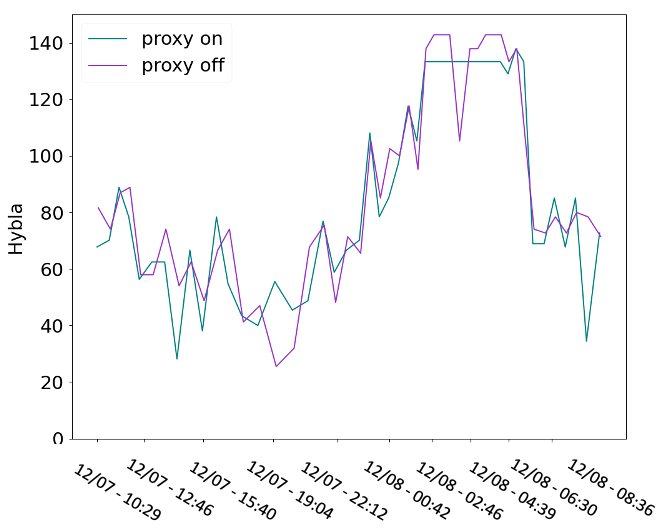 proxy on
proxy off
Hybla
140
120
100
80
60
40
20
0
12/07 - 10:29
12/07 - 12:46
12/07 - 15:40
12/07 - 19:04
12/07 - 22:12
12/08 - 00:42
12/08 - 02:46
12/08 - 04:39
12/08 - 06:30
12/08 - 08:36